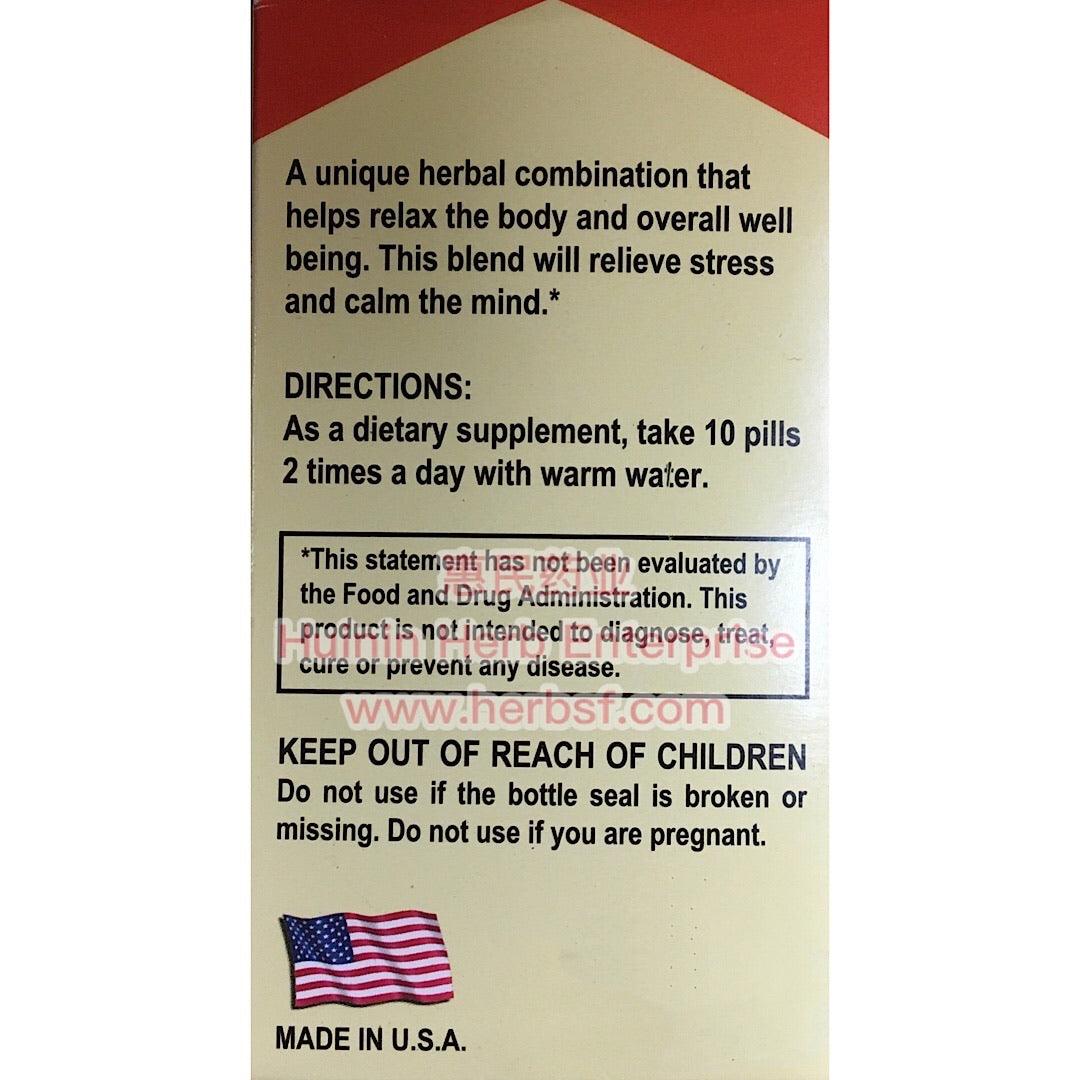 A unique herbal combination that
helps relax the body and overall well
being. This blend will relieve stress
and calm the mind.*
DIRECTIONS:
As a dietary supplement, take 10 pills
2 times a day with warm water.
*This statement has not been evaluated by
the Food and Drug Administration. This
product is not intended to diagnose, treat,
cure or prevent any disease.
惠民药业
Huimin Herb Enterprise
www.herbsf.com
KEEP OUT OF REACH OF CHILDREN
Do not use if the bottle seal is broken or
missing. Do not use if you are pregnant.
MADE IN U.S.A.